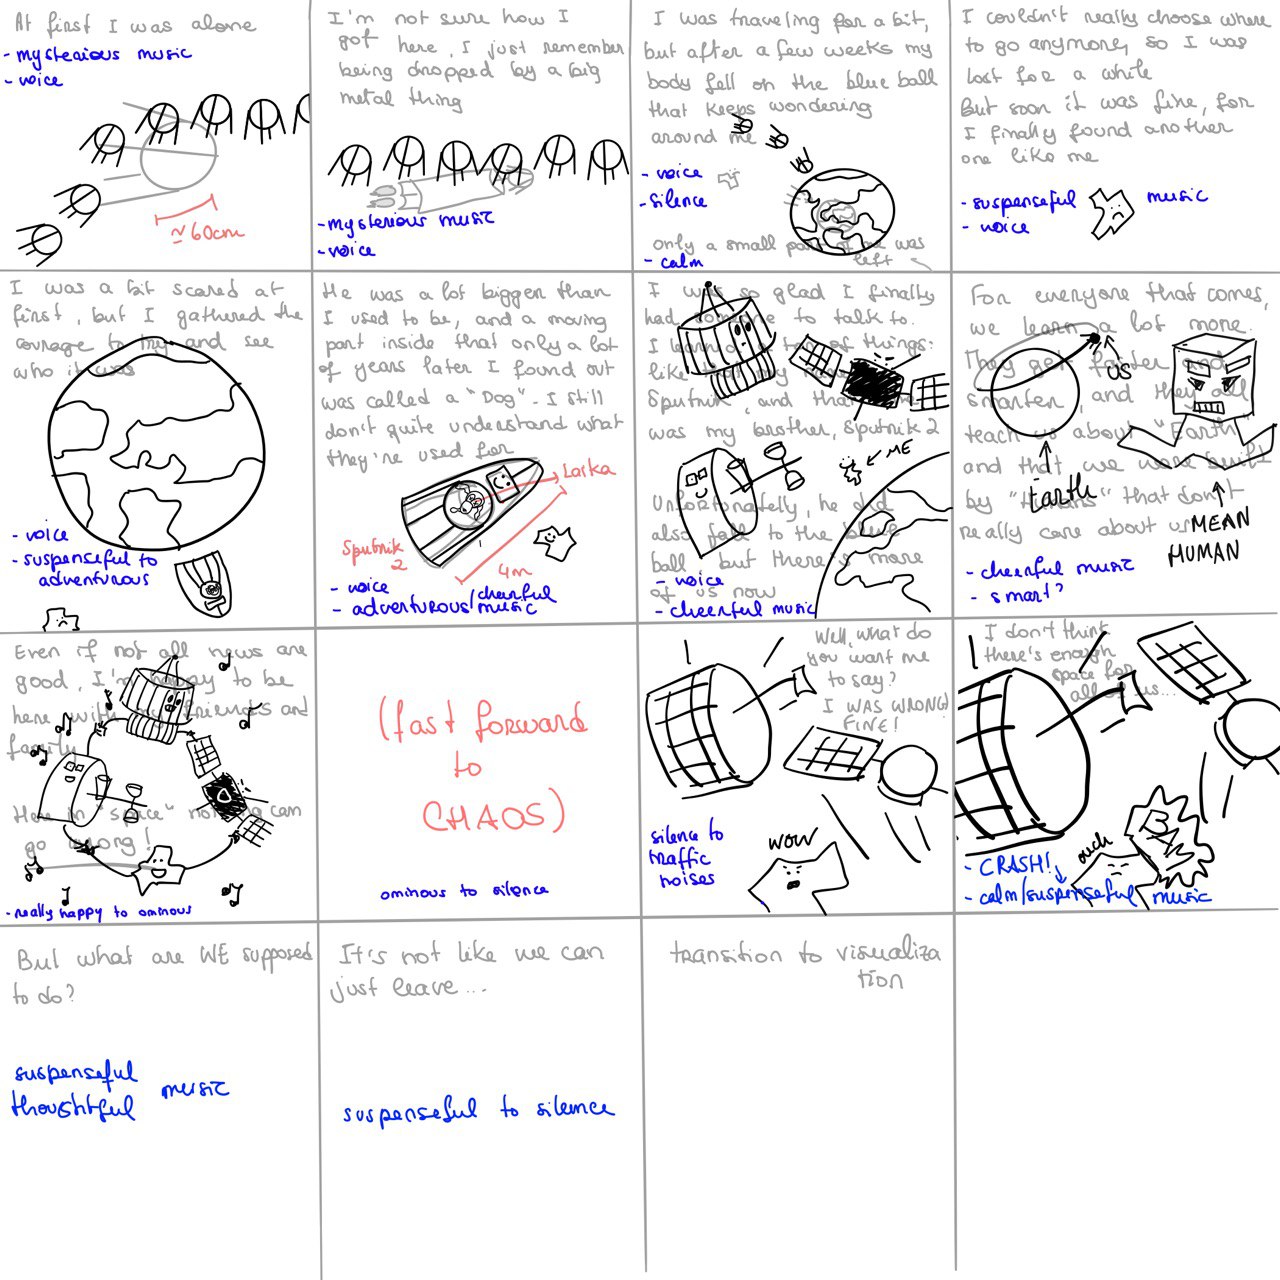 At first I was alone
- mysterious music
- voice
≈60cm
I'm not sure how I
got here, I just remember
being dropped by a big
metal thing
- mysterious music
- voice
I was traveling for a bit,
but after a few weeks my
body fell on the blue ball
that keeps wondering
around me
- voice
- silence
only a small part of me was
left
- calm
I couldn't really choose where
to go anymore, so I was
lost for a while
But soon it was fine, for
I finally found another
one like me
- suspenseful music
- voice
I was a bit scared at
first, but I gathered the
courage to try and see
who it was
- voice
- suspenseful to
adventurous
He was a lot bigger than
I used to be, and a moving
part inside that only a lot
of years later I found out
was called a "Dog". I still
don't quite understand what
they're used for
Laika
Sputnik
2
4m
- voice
- adventurous/cheerful
music
I was so glad I finally
had someone to talk to.
I learned a ton of things:
like that my name
Sputnik, and that
was my brother, Sputnik 2
ME
Unfortunately, he did
also fall to the blue
ball but there's more
of us now
- voice
- cheerful music
For everyone that comes,
we learn a lot more.
They get faster and
smarter, and they all
teach us about "Earth"
and that we were built
by "Humans" that don't
really care about us
US
Earth
MEAN
HUMAN
- cheerful music
- smart?
Even if not all news are
good, I'm happy to be
here with my friends and
family
Here in "space" nothing can
go wrong!
- really happy to ominous
(fast forward
to
CHAOS)
ominous to silence
Well, what do
you want me
to say?
I WAS WRONG!
FINE!
silence to
traffic
noises
WOW
I don't think
there's enough
space for
all of us...
BAM
ouch
- CRASH!
- calm/suspenseful music
But what are WE supposed
to do?
suspenseful
thoughtful music
It's not like we can
just leave...
suspenseful to silence
transition to visualiza
tion